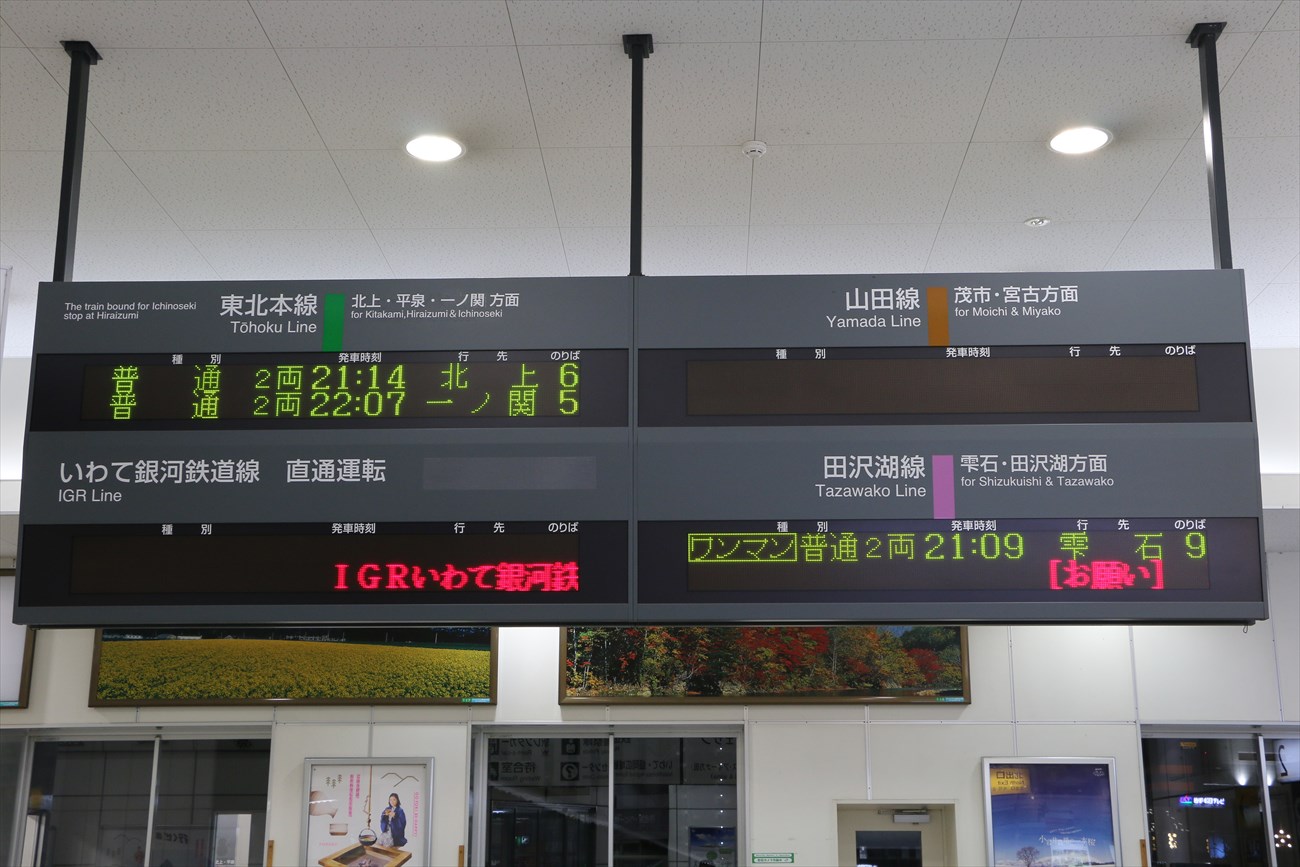 The train bound for Ichinoseki
stop at Hiraizumi
東北本線
Tōhoku Line
北上・平泉・一ノ関 方面
for Kitakami,Hiraizumi & Ichinoseki
種 別 発車時刻 行 先 のりば
普 通 2両 21:14 北 上 6
普 通 2両 22:07 一ノ関 5
山田線
Yamada Line
茂市・宮古方面
for Moichi & Miyako
種 別 発車時刻 行 先 のりば
いわて銀河鉄道線 直通運転
IGR Line
種 別 発車時刻 行 先 のりば
IGRいわて銀河鉄
田沢湖線
Tazawako Line
雫石・田沢湖方面
for Shizukuishi & Tazawako
種 別 発車時刻 行 先 のりば
ワンマン 普通 2両 21:09 雫 石 9
[お願い]